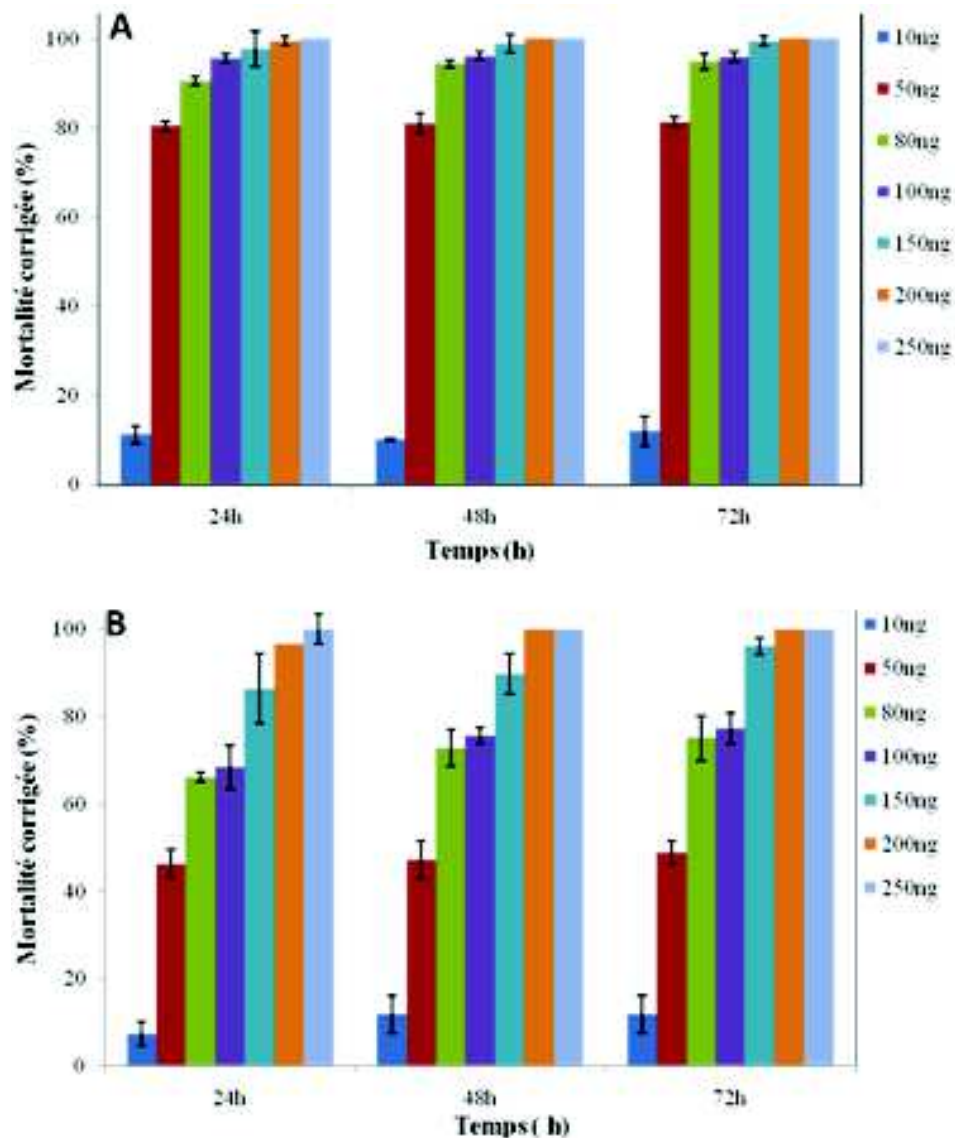 A
100
80
60
40
20
0
Mortalité corrigée (%)
24h
48h
72h
Temps (h)
10ng
50ng
80ng
100ng
150ng
200ng
250ng
B
100
80
60
40
20
0
Mortalité corrigée (%)
24h
48h
72h
Temps ( h)
10ng
50ng
80ng
100ng
150ng
200ng
250ng